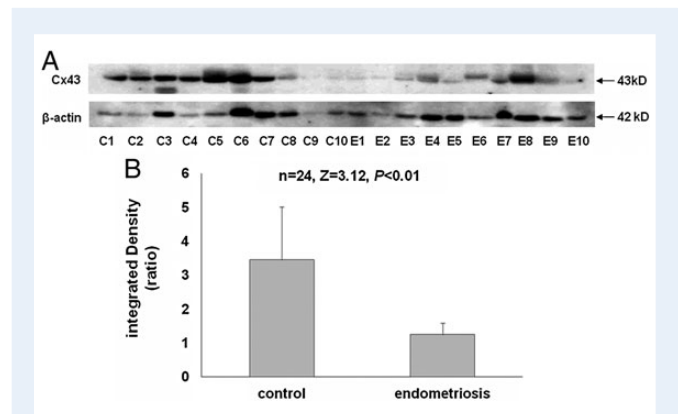 A
Cx43 43kD
β-actin 42 kD
C1 C2 C3 C4 C5 C6 C7 C8 C9 C10 E1 E2 E3 E4 E5 E6 E7 E8 E9 E10
B
n=24, Z=3.12, P<0.01
integrated Density
(ratio)
6
5
4
3
2
1
0
control endometriosis